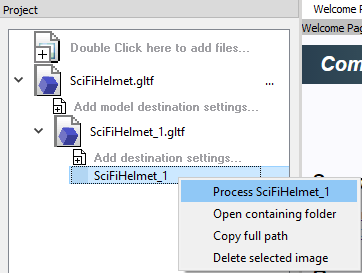 Project
Welcome P
Welcome Page
Double Click here to add files...
Com
SciFiHelmet.gltf ...
Add model destination settings...
SciFiHelmet_1.gltf
Add destination settings...
SciFiHelmet_1
Process SciFiHelmet_1
Open containing folder
Copy full path
Delete selected image